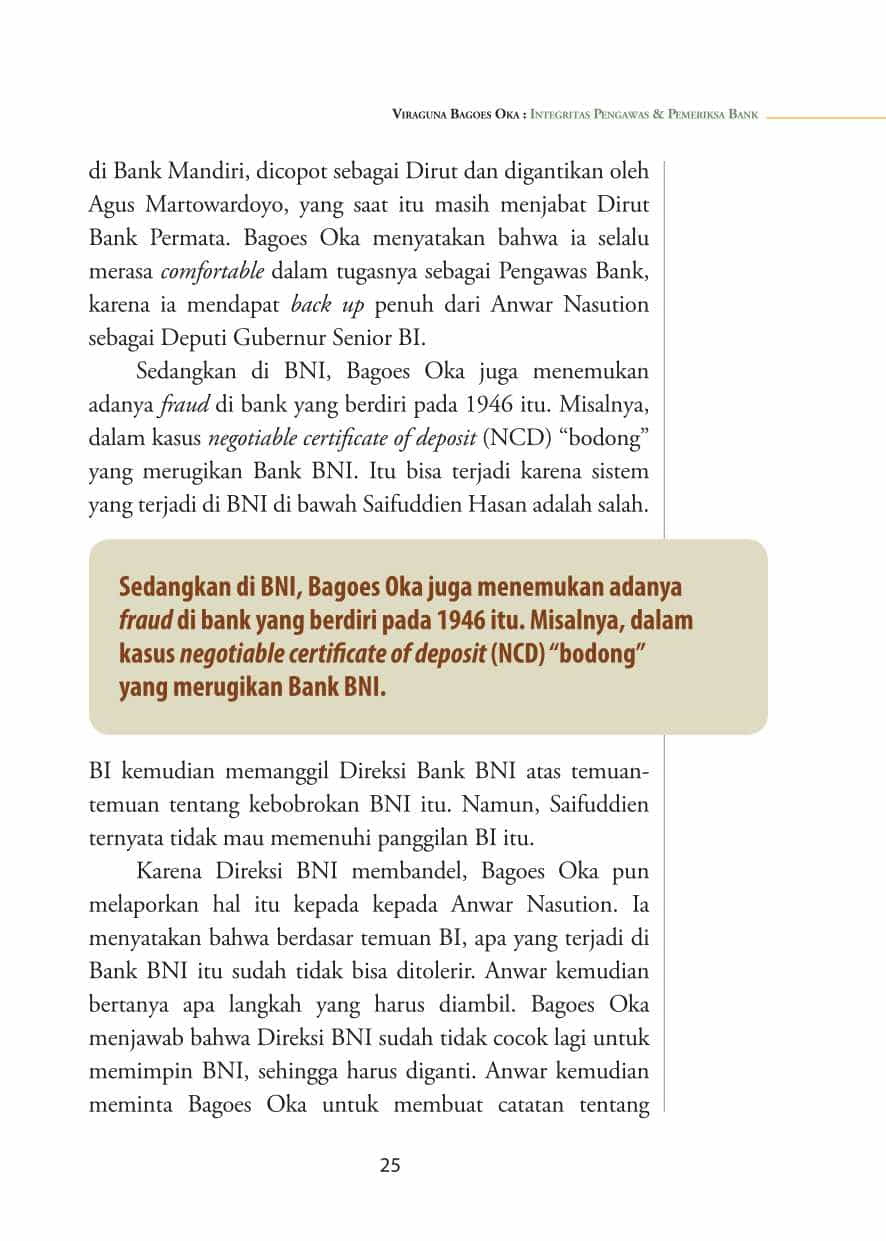 Viraguna Bagoes Oka : Integritas Pengawas & Pemeriksa Bank
di Bank Mandiri, dicopot sebagai Dirut dan digantikan oleh
Agus Martowardoyo, yang saat itu masih menjabat Dirut
Bank Permata. Bagoes Oka menyatakan bahwa ia selalu
merasa comfortable dalam tugasnya sebagai Pengawas Bank,
karena ia mendapat back up penuh dari Anwar Nasution
sebagai Deputi Gubernur Senior BI.
Sedangkan di BNI, Bagoes Oka juga menemukan
adanya fraud di bank yang berdiri pada 1946 itu. Misalnya,
dalam kasus negotiable certificate of deposit (NCD) “bodong”
yang merugikan Bank BNI. Itu bisa terjadi karena sistem
yang terjadi di BNI di bawah Saifuddien Hasan adalah salah.
Sedangkan di BNI, Bagoes Oka juga menemukan adanya
fraud di bank yang berdiri pada 1946 itu. Misalnya, dalam
kasus negotiable certificate of deposit (NCD) “bodong”
yang merugikan Bank BNI.
BI kemudian memanggil Direksi Bank BNI atas temuan-
temuan tentang kebobrokan BNI itu. Namun, Saifuddien
ternyata tidak mau memenuhi panggilan BI itu.
Karena Direksi BNI membandel, Bagoes Oka pun
melaporkan hal itu kepada kepada Anwar Nasution. Ia
menyatakan bahwa berdasar temuan BI, apa yang terjadi di
Bank BNI itu sudah tidak bisa ditolerir. Anwar kemudian
bertanya apa langkah yang harus diambil. Bagoes Oka
menjawab bahwa Direksi BNI sudah tidak cocok lagi untuk
memimpin BNI, sehingga harus diganti. Anwar kemudian
meminta Bagoes Oka untuk membuat catatan tentang
25